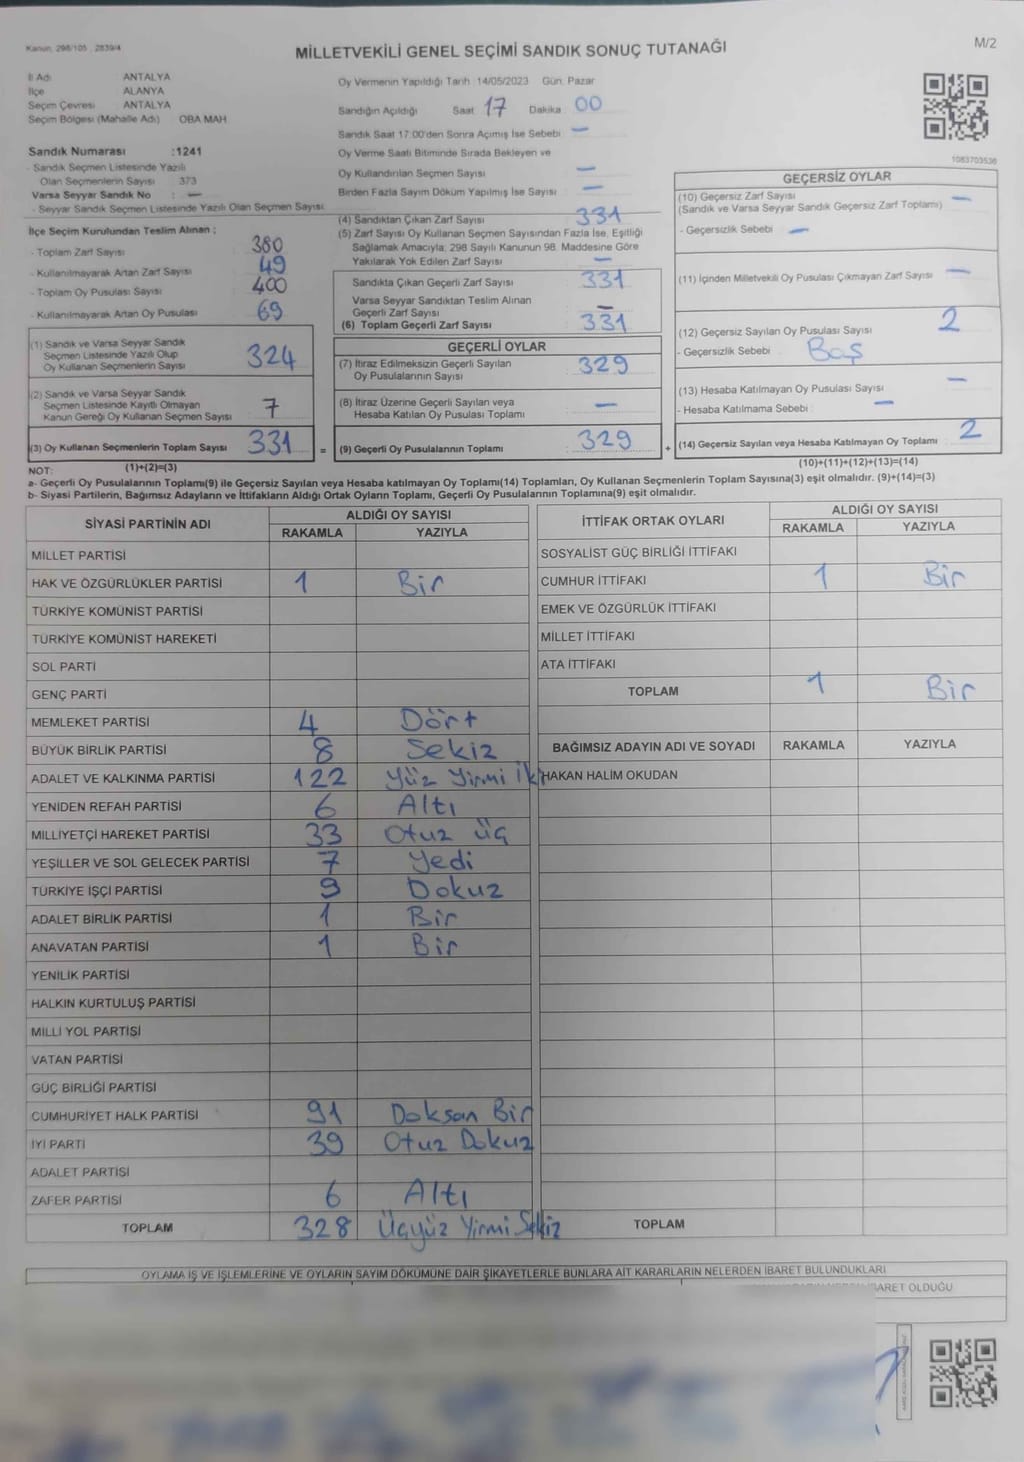 Kanun: 298/105 , 2839/4
MİLLETVEKİLİ GENEL SEÇİMİ SANDIK SONUÇ TUTANAĞI
M/2
İl Adı ANTALYA
İlçe ALANYA
Seçim Çevresi ANTALYA
Seçim Bölgesi (Mahalle Adı) OBA MAH
Sandık Numarası :1241
- Sandık Seçmen Listesinde Yazılı
Olan Seçmenlerin Sayısı : 373
Varsa Seyyar Sandık No : —
- Seyyar Sandık Seçmen Listesinde Yazılı Olan Seçmen Sayısı:
İlçe Seçim Kurulundan Teslim Alınan ;
- Toplam Zarf Sayısı 380
- Kullanılmayarak Artan Zarf Sayısı 49
- Toplam Oy Pusulası Sayısı 400
- Kullanılmayarak Artan Oy Pusulası 69
(1) Sandık ve Varsa Seyyar Sandık
Seçmen Listesinde Yazılı Olup
Oy Kullanan Seçmenlerin Sayısı 324
(2) Sandık ve Varsa Seyyar Sandık
Seçmen Listesinde Kayıtlı Olmayan
Kanun Gereği Oy Kullanan Seçmen Sayısı 7
(3) Oy Kullanan Seçmenlerin Toplam Sayısı 331 =
Oy Vermenin Yapıldığı Tarih: 14/05/2023 Gün: Pazar
Sandığın Açıldığı Saat: 17 Dakika: 00
Sandık Saat 17:00'den Sonra Açımış İse Sebebi —
Oy Verme Saati Bitiminde Sırada Bekleyen ve
Oy Kullandırılan Seçmen Sayısı —
Birden Fazla Sayım Döküm Yapılmış İse Sayısı —
(4) Sandıktan Çıkan Zarf Sayısı 331
(5) Zarf Sayısı Oy Kullanan Seçmen Sayısından Fazla İse, Eşitliği
Sağlamak Amacıyla; 298 Sayılı Kanunun 98. Maddesine Göre
Yakılarak Yok Edilen Zarf Sayısı —
Sandıkta Çıkan Geçerli Zarf Sayısı 331
Varsa Seyyar Sandıktan Teslim Alınan
Geçerli Zarf Sayısı —
(6) Toplam Geçerli Zarf Sayısı 331
GEÇERLİ OYLAR
(7) İtiraz Edilmeksizin Geçerli Sayılan
Oy Pusulalarının Sayısı 329
(8) İtiraz Üzerine Geçerli Sayılan veya
Hesaba Katılan Oy Pusulası Toplamı —
(9) Geçerli Oy Pusulalarının Toplamı 329 +
1083703536
GEÇERSİZ OYLAR
(10) Geçersiz Zarf Sayısı —
(Sandık ve Varsa Seyyar Sandık Geçersiz Zarf Toplamı)
- Geçersizlik Sebebi : —
(11) İçinden Milletvekili Oy Pusulası Çıkmayan Zarf Sayısı —
(12) Geçersiz Sayılan Oy Pusulası Sayısı 2
- Geçersizlik Sebebi : Boş
(13) Hesaba Katılmayan Oy Pusulası Sayısı —
- Hesaba Katılmama Sebebi : —
(14) Geçersiz Sayılan veya Hesaba Katılmayan Oy Toplamı 2
NOT: (1)+(2)=(3)
(10)+(11)+(12)+(13)=(14)
a- Geçerli Oy Pusulalarının Toplamı(9) ile Geçersiz Sayılan veya Hesaba katılmayan Oy Toplamı(14) Toplamları, Oy Kullanan Seçmenlerin Toplam Sayısına(3) eşit olmalıdır. (9)+(14)=(3)
b- Siyasi Partilerin, Bağımsız Adayların ve İttifakların Aldığı Ortak Oyların Toplamı, Geçerli Oy Pusulalarının Toplamına(9) eşit olmalıdır.
SİYASİ PARTİNİN ADI
ALDIĞI OY SAYISI
RAKAMLA YAZIYLA
MİLLET PARTİSİ
HAK VE ÖZGÜRLÜKLER PARTİSİ 1 Bir
TÜRKİYE KOMÜNİST PARTİSİ
TÜRKİYE KOMÜNİST HAREKETİ
SOL PARTİ
GENÇ PARTİ
MEMLEKET PARTİSİ 4 Dört
BÜYÜK BİRLİK PARTİSİ 8 Sekiz
ADALET VE KALKINMA PARTİSİ 122 Yüz Yirmi İki
YENİDEN REFAH PARTİSİ 6 Altı
MİLLİYETÇİ HAREKET PARTİSİ 33 Otuz Üç
YEŞİLLER VE SOL GELECEK PARTİSİ 7 Yedi
TÜRKİYE İŞÇİ PARTİSİ 9 Dokuz
ADALET BİRLİK PARTİSİ 1 Bir
ANAVATAN PARTİSİ 1 Bir
YENİLİK PARTİSİ
HALKIN KURTULUŞ PARTİSİ
MİLLİ YOL PARTİSİ
VATAN PARTİSİ
GÜÇ BİRLİĞİ PARTİSİ
CUMHURİYET HALK PARTİSİ 91 Doksan Bir
İYİ PARTİ 39 Otuz Dokuz
ADALET PARTİSİ
ZAFER PARTİSİ 6 Altı
TOPLAM 328 Üçyüz Yirmi Sekiz
İTTİFAK ORTAK OYLARI
ALDIĞI OY SAYISI
RAKAMLA YAZIYLA
SOSYALİST GÜÇ BİRLİĞİ İTTİFAKI
CUMHUR İTTİFAKI 1 Bir
EMEK VE ÖZGÜRLÜK İTTİFAKI
MİLLET İTTİFAKI
ATA İTTİFAKI
TOPLAM 1 Bir
BAĞIMSIZ ADAYIN ADI VE SOYADI RAKAMLA YAZIYLA
HAKAN HALİM OKUDAN
TOPLAM
OYLAMA İŞ VE İŞLEMLERİNE VE OYLARIN SAYIM DÖKÜMÜNE DAİR ŞİKAYETLERLE BUNLARA AİT KARARLARIN NELERDEN İBARET BULUNDUKLARI
İBARET OLDUĞU